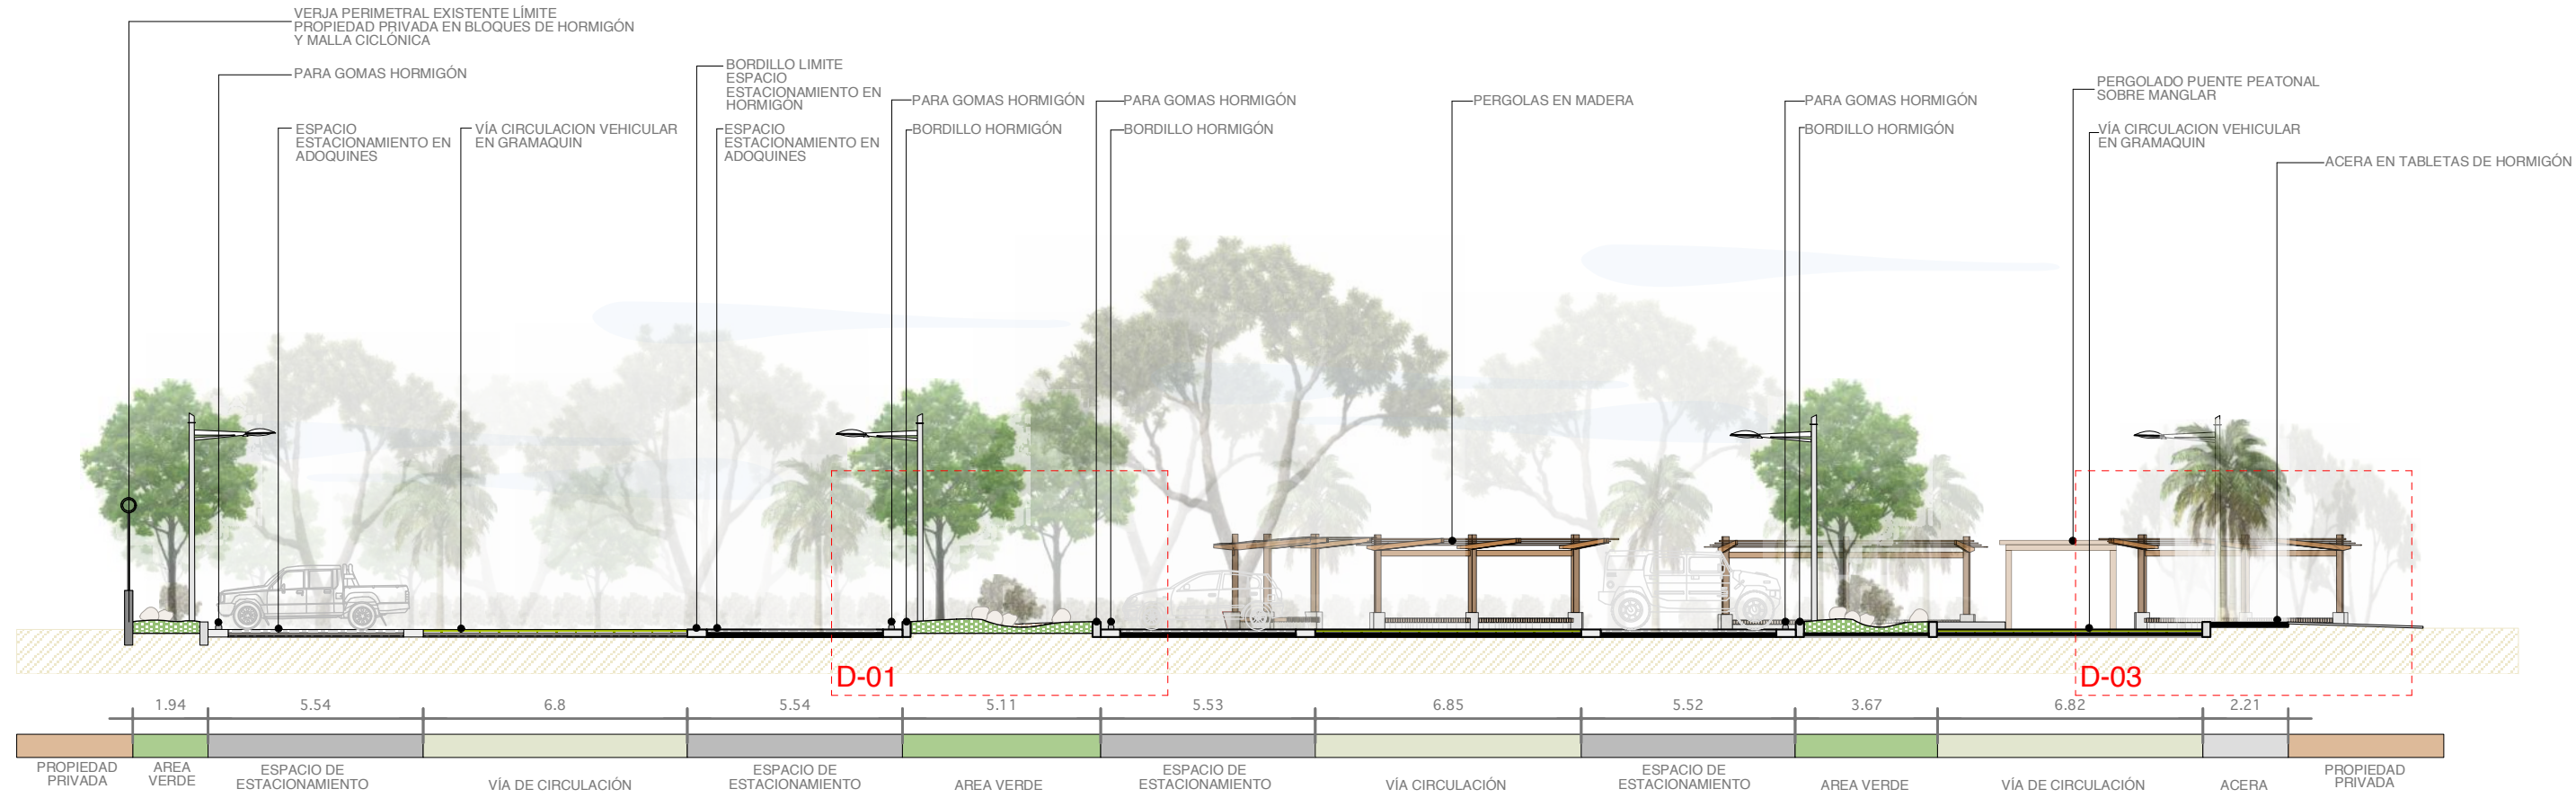 VERJA PERIMETRAL EXISTENTE LÍMITE
PROPIEDAD PRIVADA EN BLOQUES DE HORMIGÓN
Y MALLA CICLÓNICA
PARA GOMAS HORMIGÓN
ESPACIO
ESTACIONAMIENTO EN
ADOQUINES
VÍA CIRCULACION VEHICULAR
EN GRAMAQUIN
BORDILLO LIMITE
ESPACIO
ESTACIONAMIENTO EN
HORMIGÓN
ESPACIO
ESTACIONAMIENTO EN
ADOQUINES
PARA GOMAS HORMIGÓN
BORDILLO HORMIGÓN
PARA GOMAS HORMIGÓN
BORDILLO HORMIGÓN
PERGOLAS EN MADERA
PARA GOMAS HORMIGÓN
BORDILLO HORMIGÓN
PERGOLADO PUENTE PEATONAL
SOBRE MANGLAR
VÍA CIRCULACION VEHICULAR
EN GRAMAQUIN
ACERA EN TABLETAS DE HORMIGÓN
D-01
D-03
1.94
5.54
6.8
5.54
5.11
5.53
6.85
5.52
3.67
6.82
2.21
PROPIEDAD
PRIVADA
AREA
VERDE
ESPACIO DE
ESTACIONAMIENTO
VÍA DE CIRCULACIÓN
ESPACIO DE
ESTACIONAMIENTO
AREA VERDE
ESPACIO DE
ESTACIONAMIENTO
VÍA CIRCULACIÓN
ESPACIO DE
ESTACIONAMIENTO
AREA VERDE
VÍA DE CIRCULACIÓN
ACERA
PROPIEDAD
PRIVADA